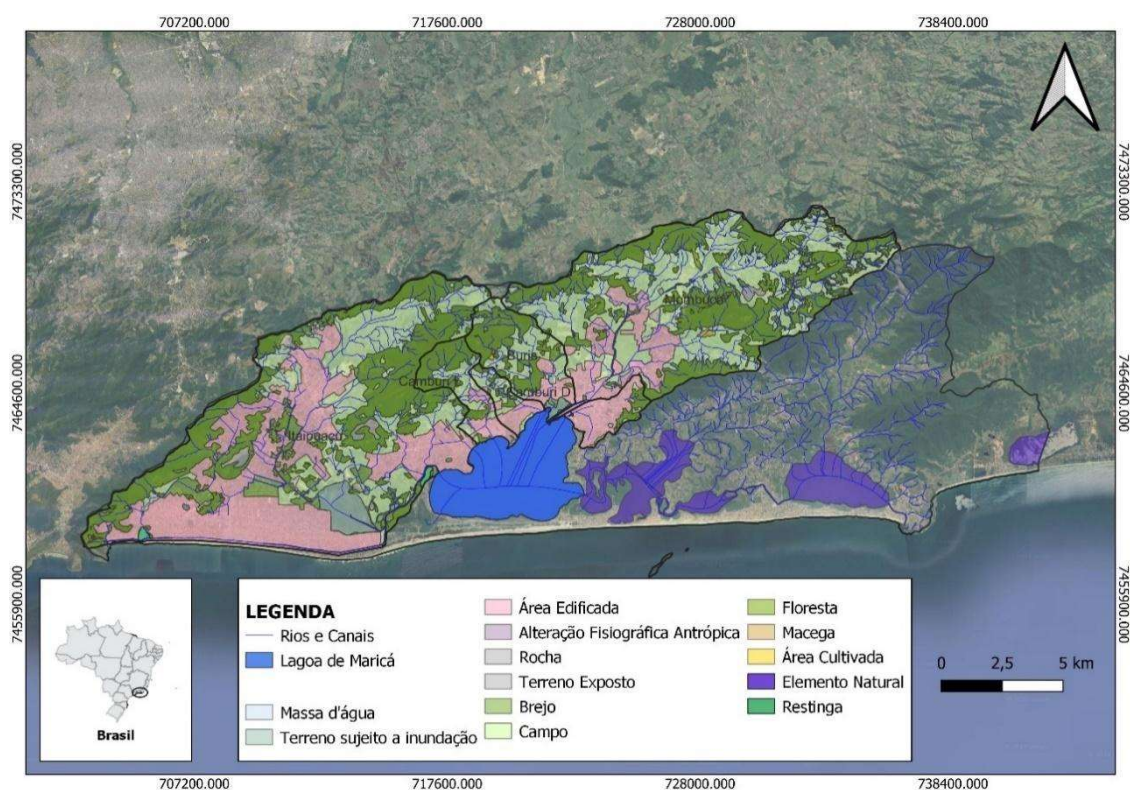 707200.000 717600.000 728000.000 738400.000
7473300.000
7473300.000
Mombuca
Buriche
Camburi E
Camburi D
7464600.000
7464600.000
Itaipuaçu
7455900.000
7455900.000
LEGENDA
Rios e Canais
Lagoa de Maricá
Massa d'água
Terreno sujeito a inundação
Área Edificada
Alteração Fisiográfica Antrópica
Rocha
Terreno Exposto
Brejo
Campo
Floresta
Macega
Área Cultivada
Elemento Natural
Restinga
0 2,5 5 km
Brasil
707200.000 717600.000 728000.000 738400.000